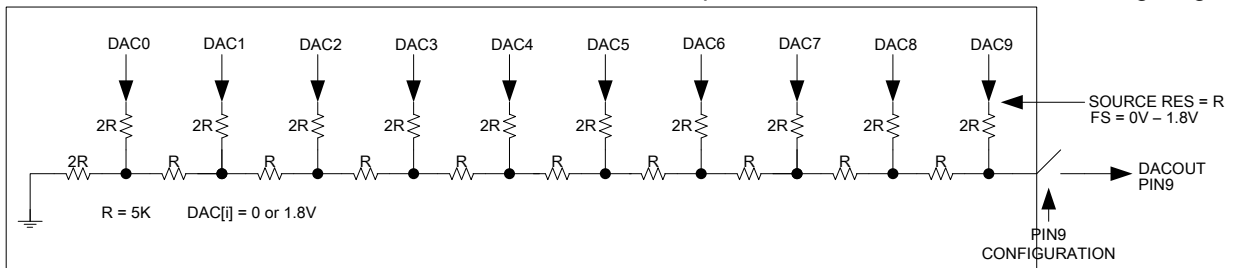 DAC0 DAC1 DAC2 DAC3 DAC4 DAC5 DAC6 DAC7 DAC8 DAC9
SOURCE RES = R
FS = 0V – 1.8V
2R 2R 2R 2R 2R 2R 2R 2R 2R 2R
2R R R R R R R R R R
DACOUT
PIN9
R = 5K DAC[i] = 0 or 1.8V
PIN9
CONFIGURATION